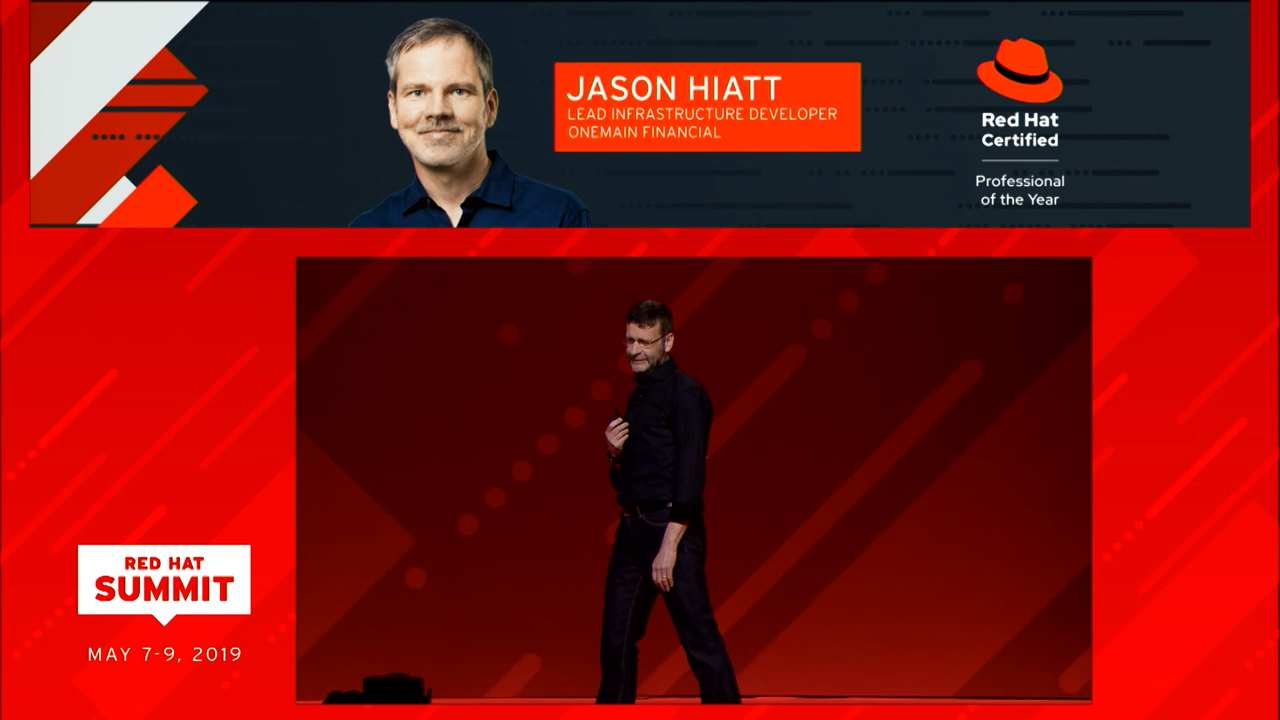 JASON HIATT
LEAD INFRASTRUCTURE DEVELOPER
ONEMAIN FINANCIAL
Red Hat
Certified
Professional
of the Year
RED HAT
SUMMIT
MAY 7-9, 2019